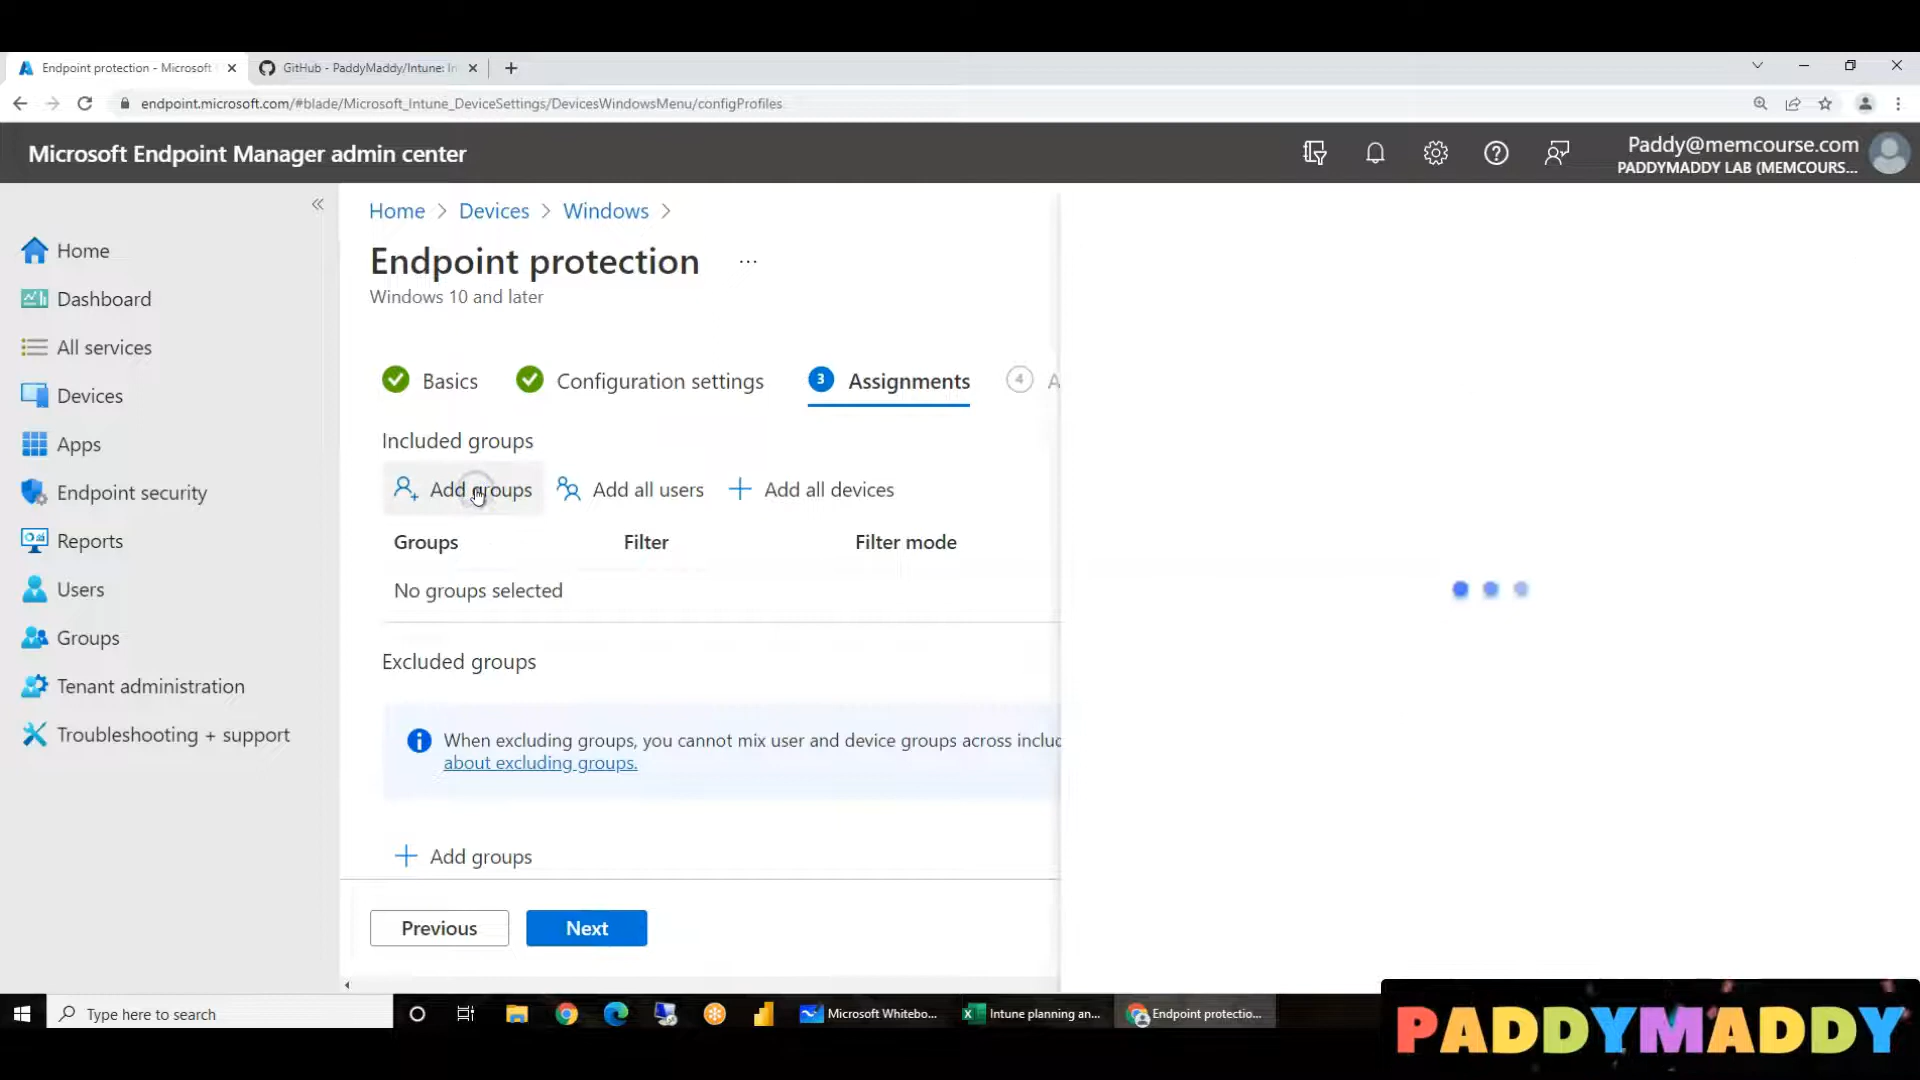 Endpoint protection - Microsoft
GitHub - PaddyMaddy/Intune: In
endpoint.microsoft.com/#blade/Microsoft_Intune_DeviceSettings/DevicesWindowsMenu/configProfiles
Microsoft Endpoint Manager admin center
Paddy@memcourse.com
PADDYMADDY LAB (MEMCOURS...
Home
Dashboard
All services
Devices
Apps
Endpoint security
Reports
Users
Groups
Tenant administration
Troubleshooting + support
Home > Devices > Windows >
Endpoint protection ...
Windows 10 and later
Basics
Configuration settings
3 Assignments
4 A
Included groups
Add groups
Add all users
Add all devices
Groups Filter Filter mode
No groups selected
Excluded groups
When excluding groups, you cannot mix user and device groups across inclu
about excluding groups.
Add groups
Previous
Next
Type here to search
Microsoft Whitebo...
Intune planning an...
Endpoint protectio...
PADDYMADDY